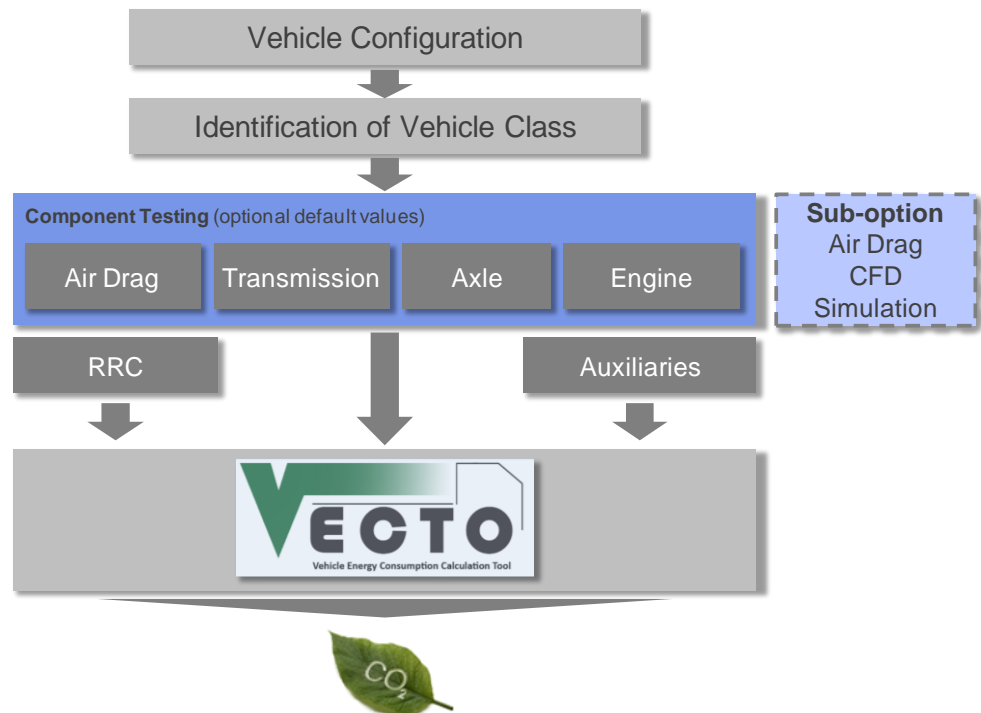 Vehicle Configuration
Identification of Vehicle Class
Component Testing (optional default values)
Air Drag
Transmission
Axle
Engine
Sub-option
Air Drag
CFD
Simulation
RRC
Auxiliaries
VECTO
Vehicle Energy Consumption Calculation Tool
CO₂